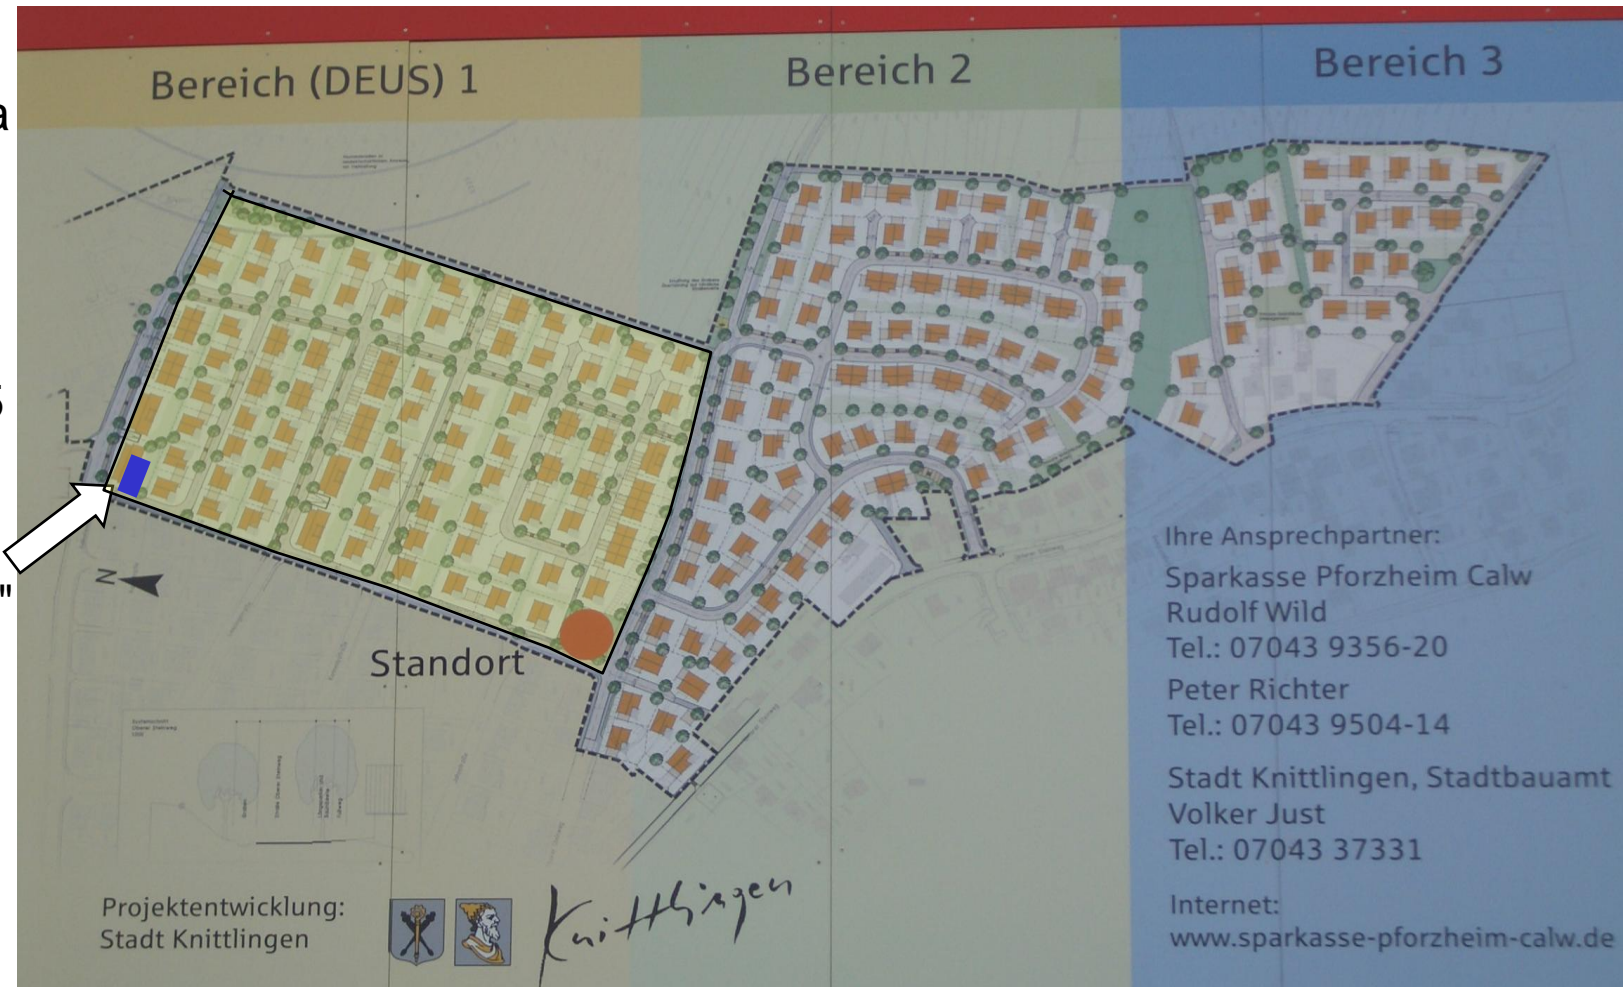 Bereich (DEUS) 1
Bereich 2
Bereich 3
a
5
"
N
Standort
Ihre Ansprechpartner:
Sparkasse Pforzheim Calw
Rudolf Wild
Tel.: 07043 9356-20
Peter Richter
Tel.: 07043 9504-14
Stadt Knittlingen, Stadtbauamt
Volker Just
Tel.: 07043 37331
Internet:
www.sparkasse-pforzheim-calw.de
Projektentwicklung:
Stadt Knittlingen
Knittlingen